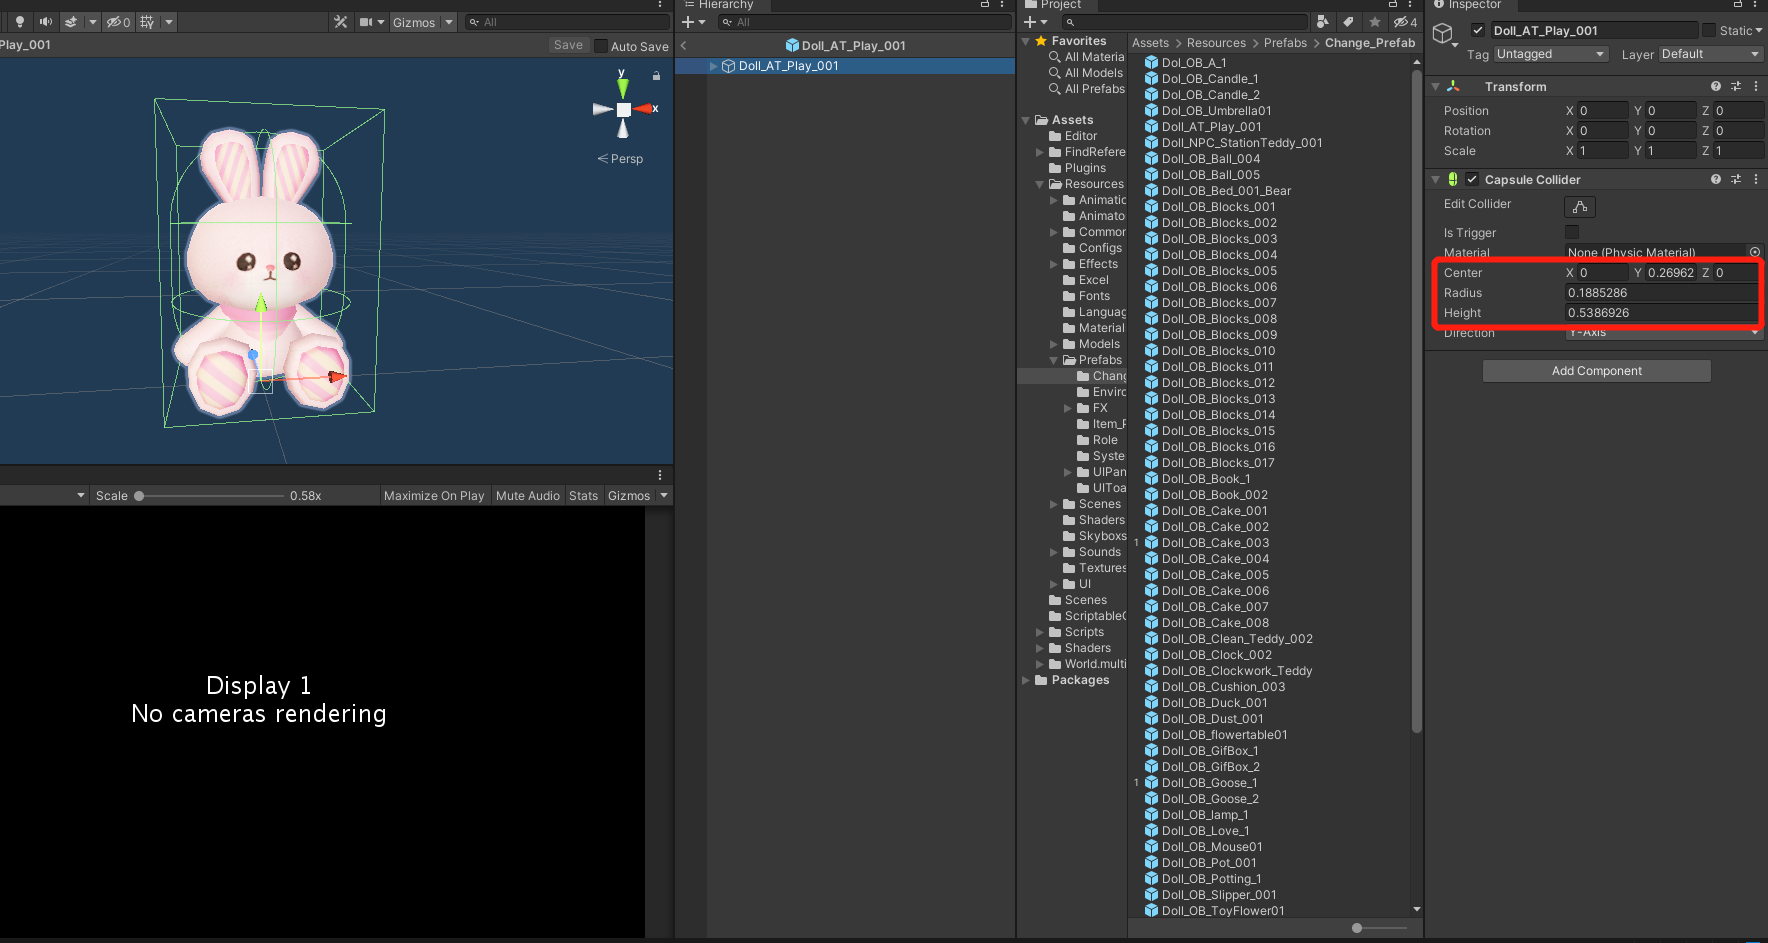 Hierarchy
Project
Inspector
0
Gizmos
All
All
4
Play_001
Save
Auto Save
y
x
Persp
Doll_AT_Play_001
Doll_AT_Play_001
Favorites
All Materia
All Models
All Prefabs
Assets
Editor
FindRefere
Plugins
Resources
Animatic
Animato
Common
Configs
Effects
Excel
Fonts
Languag
Material
Models
Prefabs
Chang
Enviro
FX
Item_P
Role
Syste
UIPan
UIToa
Scenes
Shaders
Skyboxs
Sounds
Textures
UI
Scenes
Scriptable
Scripts
Shaders
World.multi
Packages
Assets > Resources > Prefabs > Change_Prefab
Dol_OB_A_1
Doll_OB_Candle_1
Doll_OB_Candle_2
Dol_OB_Umbrella01
Doll_AT_Play_001
Doll_NPC_StationTeddy_001
Doll_OB_Ball_004
Doll_OB_Ball_005
Doll_OB_Bed_001_Bear
Doll_OB_Blocks_001
Doll_OB_Blocks_002
Doll_OB_Blocks_003
Doll_OB_Blocks_004
Doll_OB_Blocks_005
Doll_OB_Blocks_006
Doll_OB_Blocks_007
Doll_OB_Blocks_008
Doll_OB_Blocks_009
Doll_OB_Blocks_010
Doll_OB_Blocks_011
Doll_OB_Blocks_012
Doll_OB_Blocks_013
Doll_OB_Blocks_014
Doll_OB_Blocks_015
Doll_OB_Blocks_016
Doll_OB_Blocks_017
Doll_OB_Book_1
Doll_OB_Book_002
Doll_OB_Cake_001
Doll_OB_Cake_002
1 Doll_OB_Cake_003
Doll_OB_Cake_004
Doll_OB_Cake_005
Doll_OB_Cake_006
Doll_OB_Cake_007
Doll_OB_Cake_008
Doll_OB_Clean_Teddy_002
Doll_OB_Clock_002
Doll_OB_Clockwork_Teddy
Doll_OB_Cushion_003
Doll_OB_Duck_001
Doll_OB_Dust_001
Doll_OB_flowertable01
Doll_OB_GifBox_1
Doll_OB_GifBox_2
1 Doll_OB_Goose_1
Doll_OB_Goose_2
Doll_OB_lamp_1
Doll_OB_Love_1
Doll_OB_Mouse01
Doll_OB_Pot_001
Doll_OB_Potting_1
Doll_OB_Slipper_001
Doll_OB_ToyFlower01
Doll_AT_Play_001
Static
Tag Untagged
Layer Default
Transform
Position X 0 Y 0 Z 0
Rotation X 0 Y 0 Z 0
Scale X 1 Y 1 Z 1
Capsule Collider
Edit Collider
Is Trigger
Material None (Physic Material)
Center X 0 Y 0.26962 Z 0
Radius 0.1885286
Height 0.5386926
Direction Y-Axis
Add Component
Scale 0.58x
Maximize On Play
Mute Audio
Stats
Gizmos
Display 1
No cameras rendering